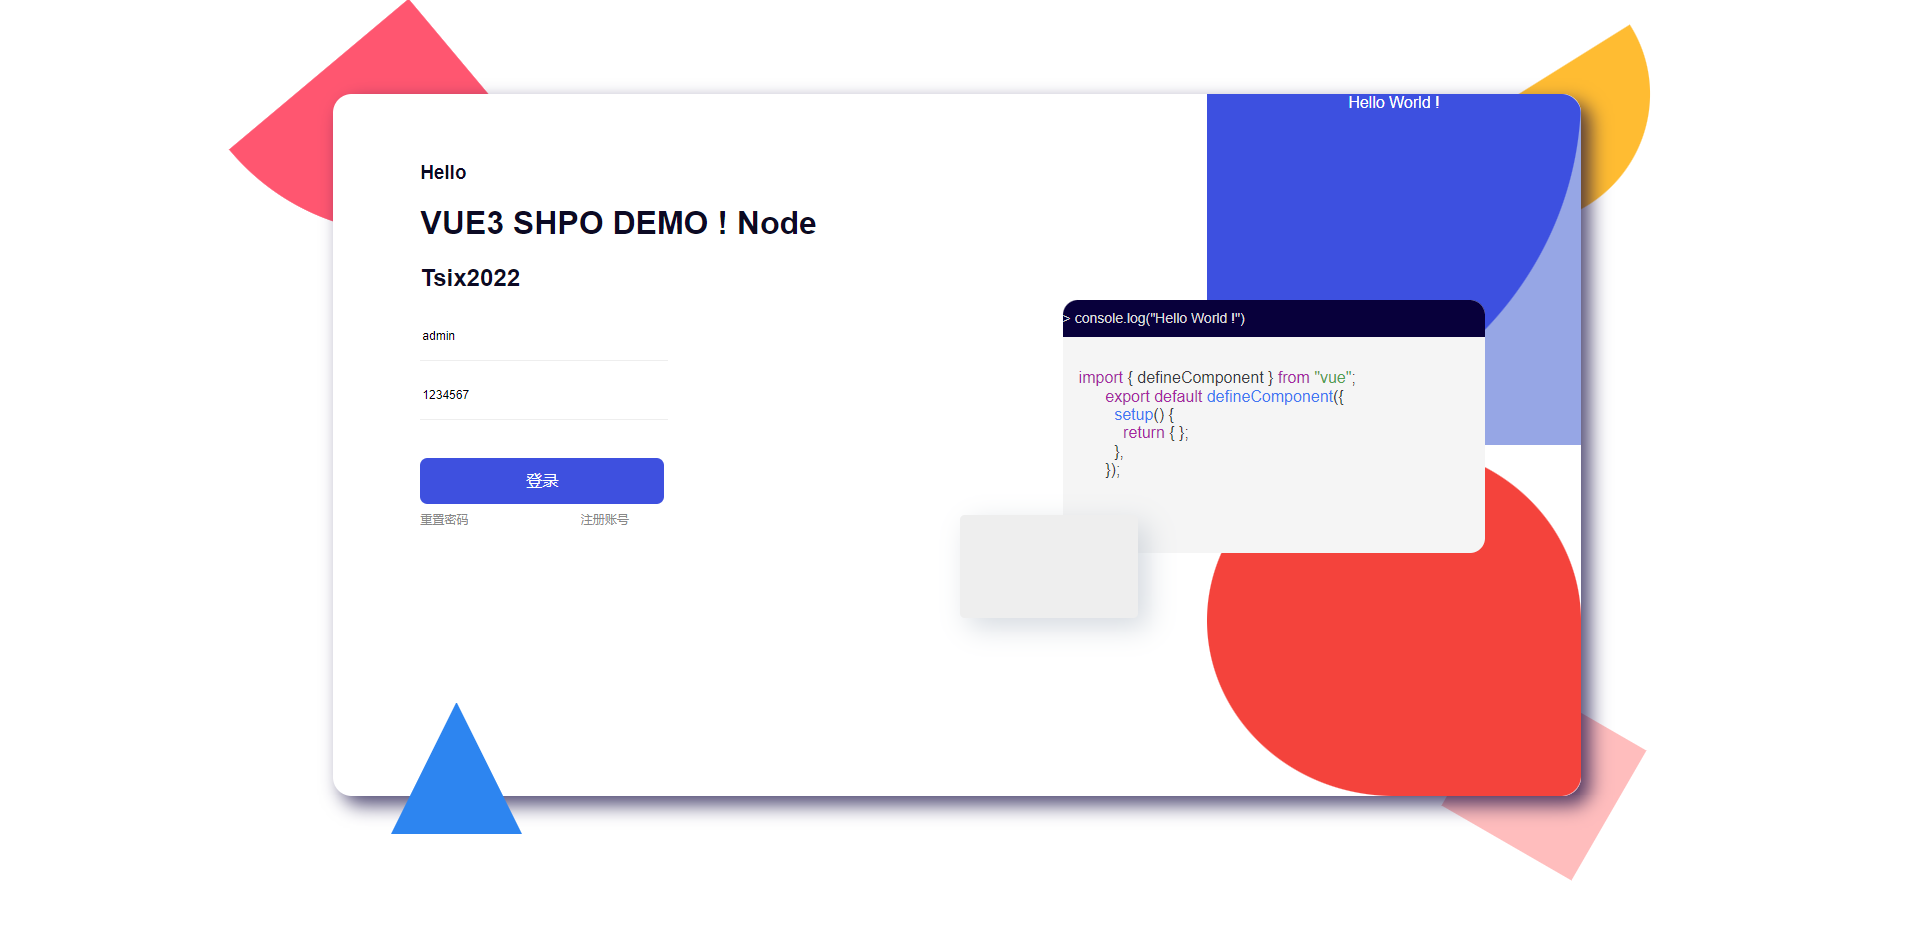 Hello World !
Hello
VUE3 SHPO DEMO ! Node
Tsix2022
admin
1234567
登录
重置密码 注册账号
> console.log("Hello World !")
import { defineComponent } from "vue";
export default defineComponent({
setup() {
return { };
},
});